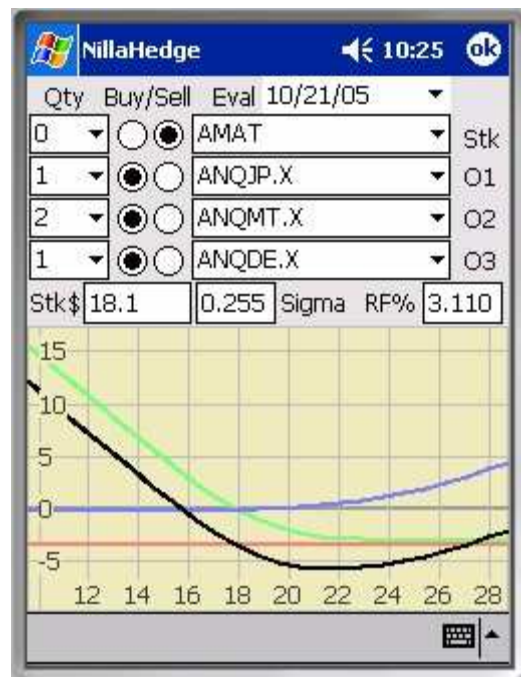 NillaHedge 10:25 ok
Qty Buy/Sell Eval 10/21/05
0 AMAT Stk
1 ANQJP.X O1
2 ANQMT.X O2
1 ANQDE.X O3
Stk$ 18.1 0.255 Sigma RF% 3.110
15
10
5
0
-5
12 14 16 18 20 22 24 26 28